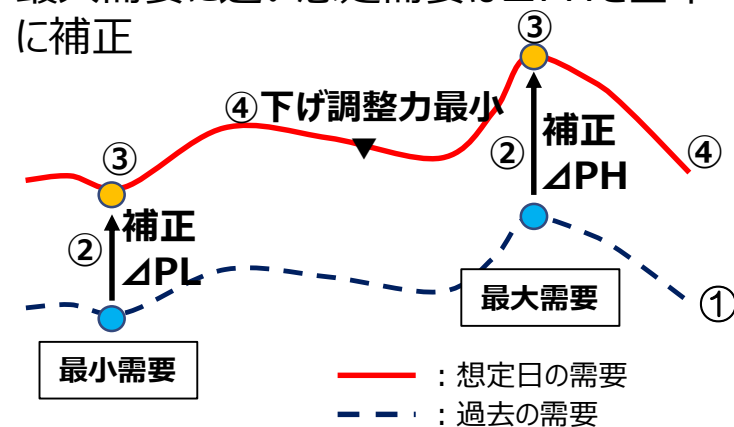 に補正
③
④下げ調整力最小
③
補正
②
⊿PH
④
補正
②
⊿PL
最大需要
①
最小需要
：想定日の需要
：過去の需要